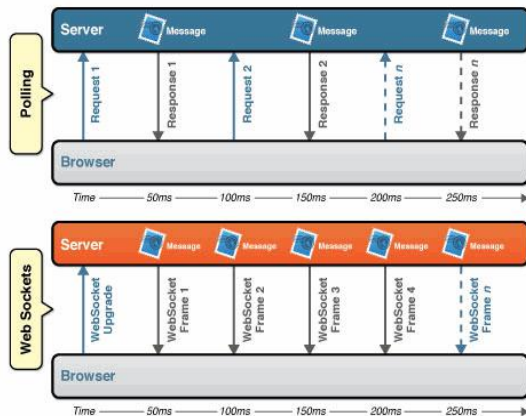 Polling
Server
Message
Message
Message
Request 1
Response 1
Request 2
Response 2
Request n
Response n
Browser
Time 50ms 100ms 150ms 200ms 250ms
Web Sockets
Server
Message
Message
Message
Message
Message
WebSocket
Upgrade
WebSocket
Frame 1
WebSocket
Frame 2
WebSocket
Frame 3
WebSocket
Frame 4
WebSocket
Frame n
Browser
Time 50ms 100ms 150ms 200ms 250ms